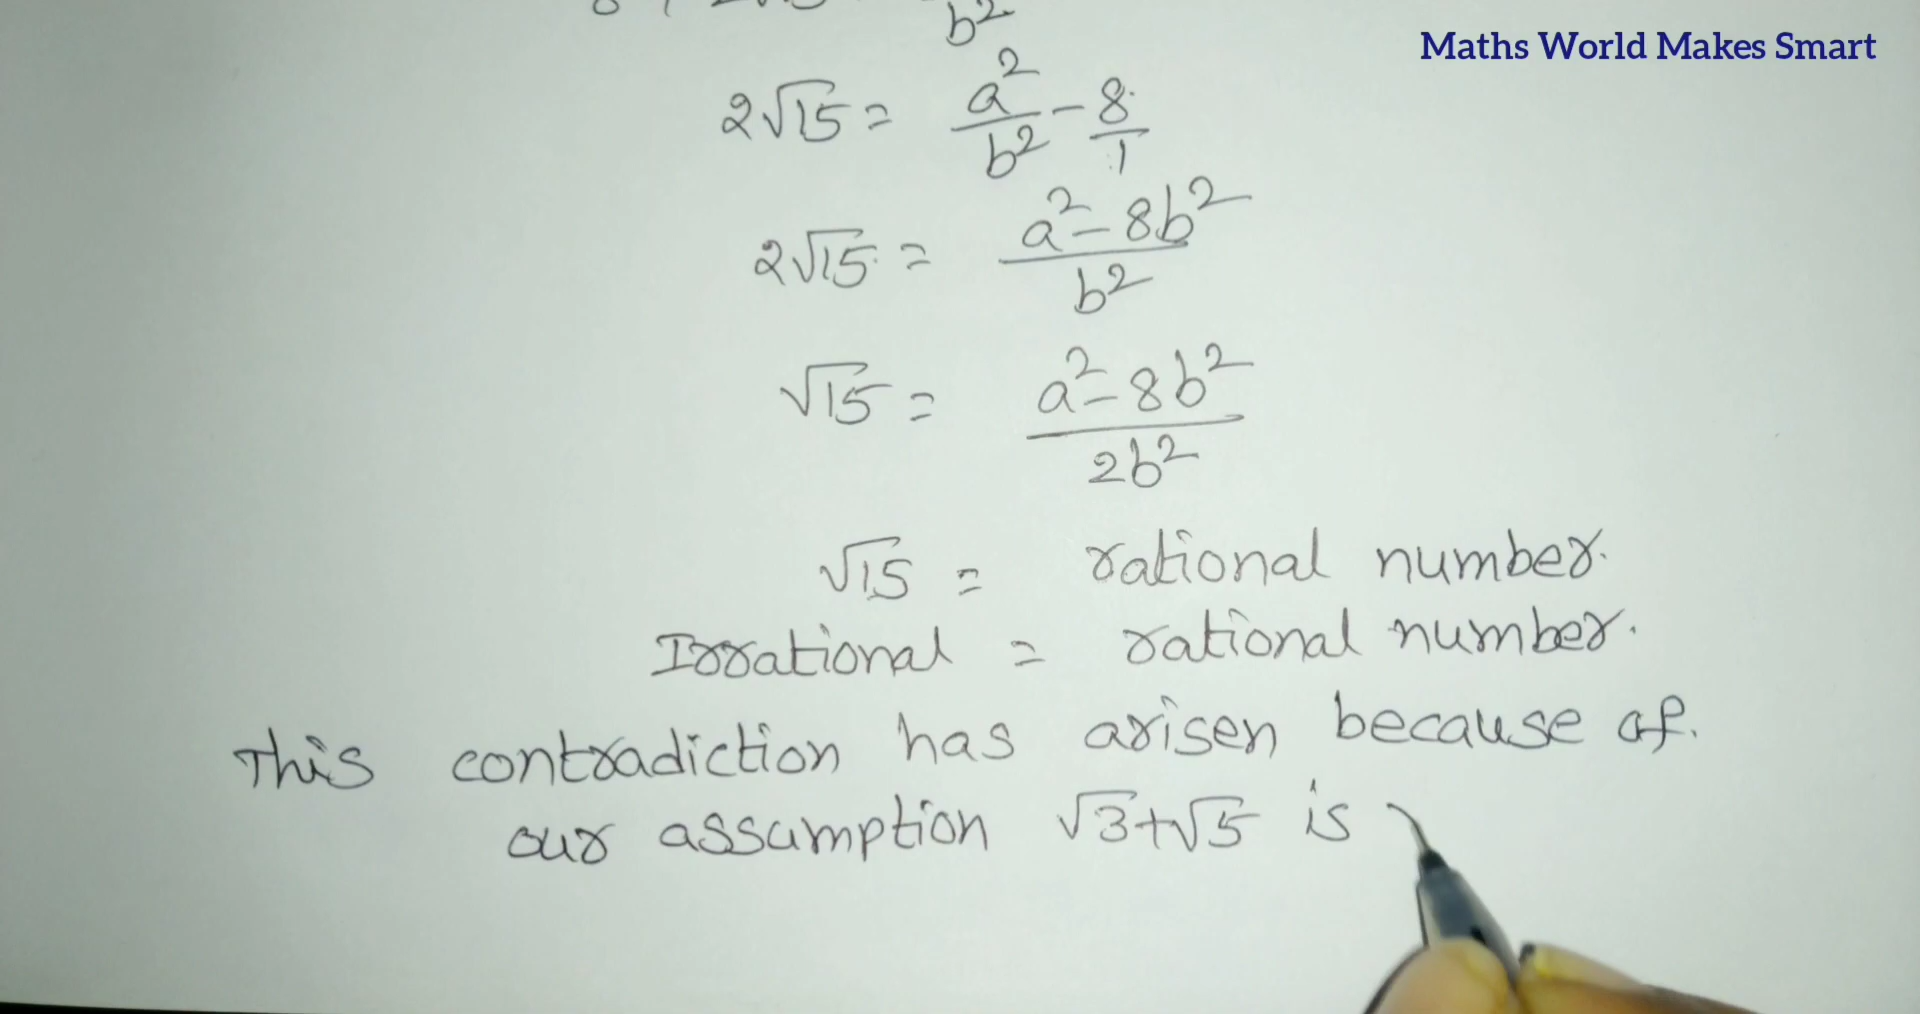 b²
Maths World Makes Smart
2√15 = a²/b² - 8/1
2√15 = a² - 8b²/b²
√15 = a² - 8b²/2b²
√15 = rational number.
Irrational = rational number.
This contradiction has arisen because of.
our assumption √3+√5 is